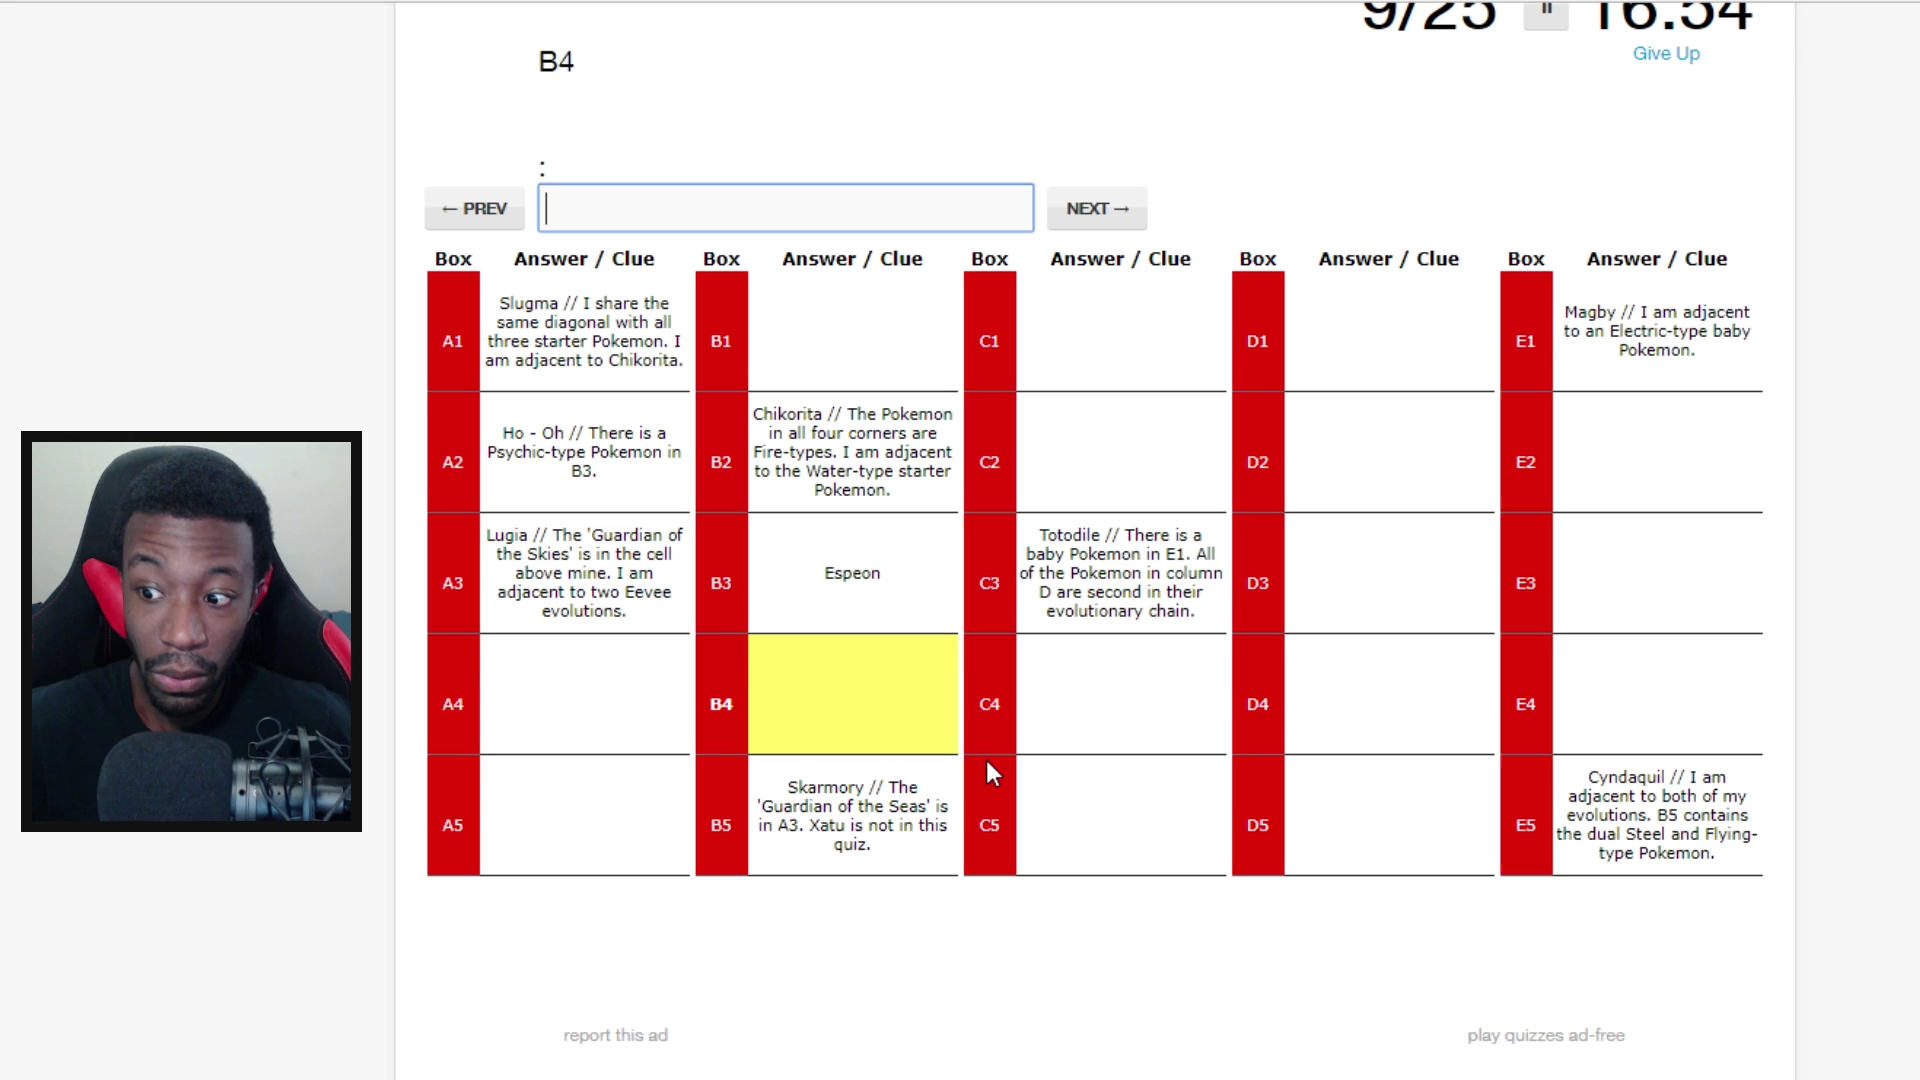 9/25
16:54
Give Up
B4
:
← PREV
NEXT →
Box
Answer / Clue
Box
Answer / Clue
Box
Answer / Clue
Box
Answer / Clue
Box
Answer / Clue
A1
Slugma // I share the
same diagonal with all
three starter Pokemon. I
am adjacent to Chikorita.
B1
C1
D1
E1
Magby // I am adjacent
to an Electric-type baby
Pokemon.
A2
Ho - Oh // There is a
Psychic-type Pokemon in
B3.
B2
Chikorita // The Pokemon
in all four corners are
Fire-types. I am adjacent
to the Water-type starter
Pokemon.
C2
D2
E2
A3
Lugia // The 'Guardian of
the Skies' is in the cell
above mine. I am
adjacent to two Eevee
evolutions.
B3
Espeon
C3
Totodile // There is a
baby Pokemon in E1. All
of the Pokemon in column
D are second in their
evolutionary chain.
D3
E3
A4
B4
C4
D4
E4
A5
B5
Skarmory // The
'Guardian of the Seas' is
in A3. Xatu is not in this
quiz.
C5
D5
E5
Cyndaquil // I am
adjacent to both of my
evolutions. B5 contains
the dual Steel and Flying-
type Pokemon.
report this ad
play quizzes ad-free